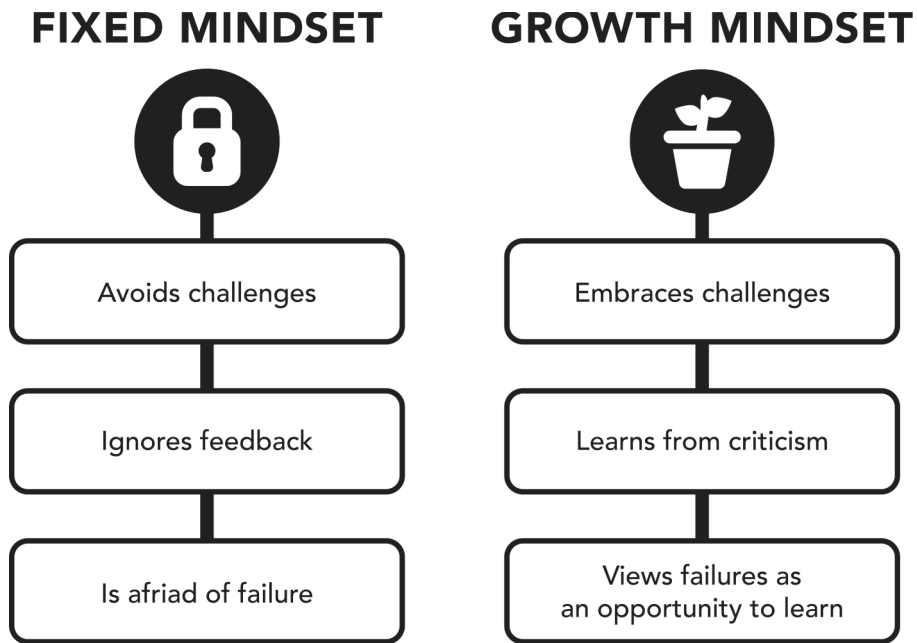 FIXED MINDSET
Avoids challenges
Ignores feedback
Is afriad of failure
GROWTH MINDSET
Embraces challenges
Learns from criticism
Views failures as
an opportunity to learn